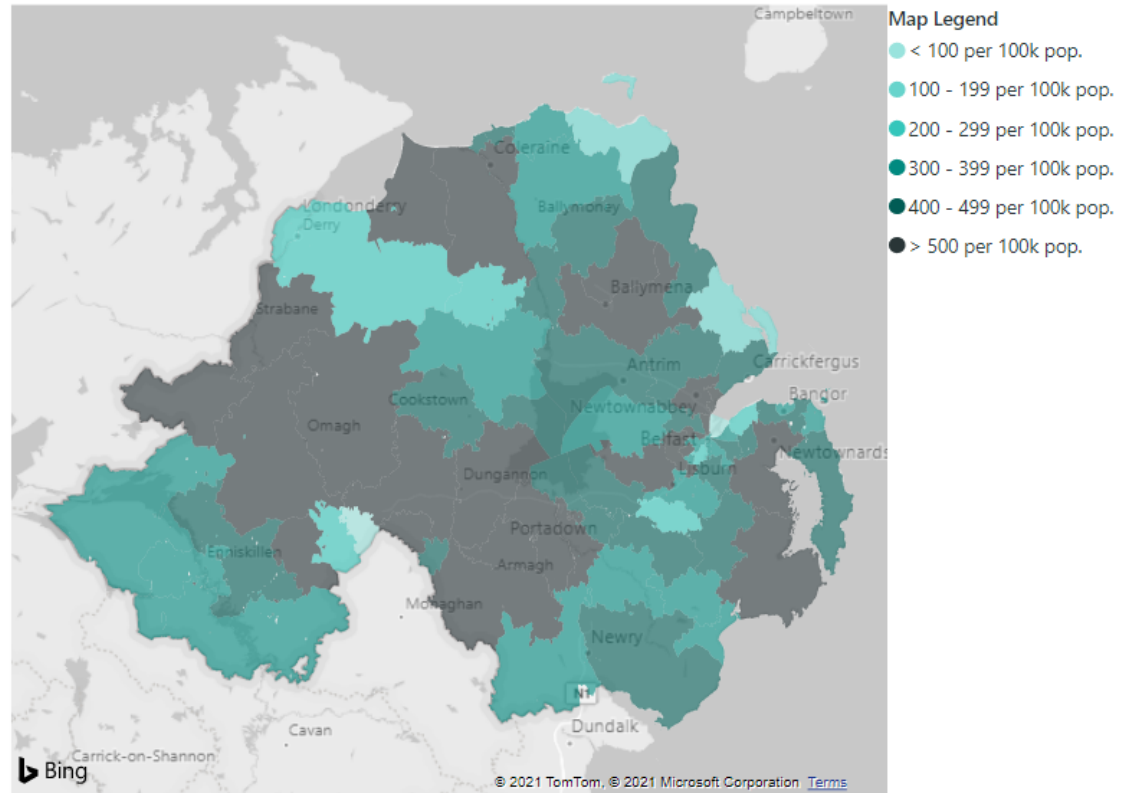 Campbeltown
Map Legend
< 100 per 100k pop.
100 - 199 per 100k pop.
200 - 299 per 100k pop.
300 - 399 per 100k pop.
400 - 499 per 100k pop.
> 500 per 100k pop.
Coleraine
Londonderry
Derry
Ballymoney
Ballymena
Strabane
Antrim
Carrickfergus
Cookstown
Newtownabbey
Bangor
Omagh
Belfast
Newtownards
Dungannon
Lisburn
Portadown
Enniskillen
Armagh
Monaghan
Newry
N1
Cavan
Dundalk
Carrick-on-Shannon
Bing
© 2021 TomTom, © 2021 Microsoft Corporation Terms